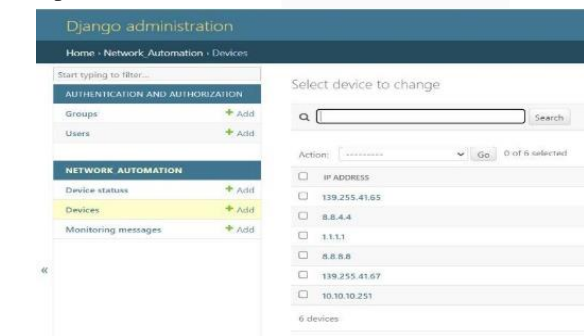 Django administration
Home › Network_Automation › Devices
Start typing to filter...
AUTHENTICATION AND AUTHORIZATION
Groups + Add
Users + Add
NETWORK_AUTOMATION
Device statuss + Add
Devices + Add
Monitoring messages + Add
«
Select device to change
Search
Action: --------- Go 0 of 6 selected
IP ADDRESS
139.255.41.65
8.8.4.4
1.1.1.1
8.8.8.8
139.255.41.67
10.10.10.251
6 devices